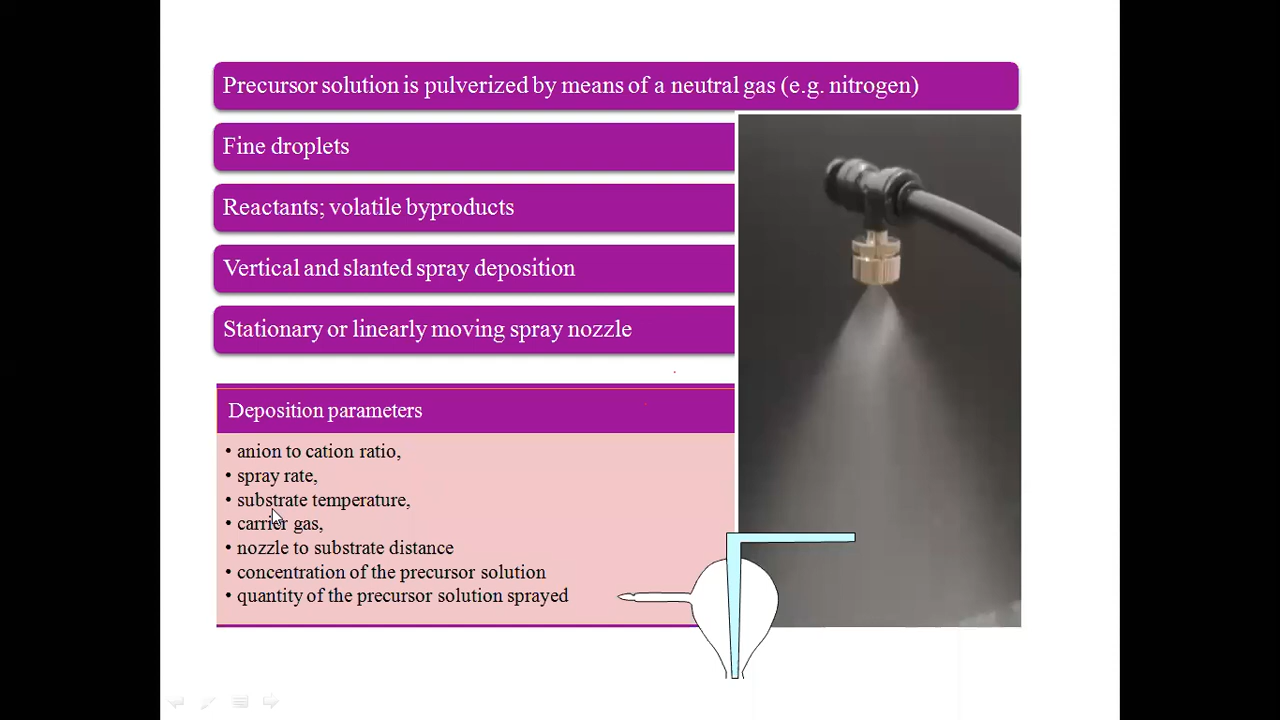 Precursor solution is pulverized by means of a neutral gas (e.g. nitrogen)
Fine droplets
Reactants; volatile byproducts
Vertical and slanted spray deposition
Stationary or linearly moving spray nozzle
Deposition parameters
• anion to cation ratio,
• spray rate,
• substrate temperature,
• carrier gas,
• nozzle to substrate distance
• concentration of the precursor solution
• quantity of the precursor solution sprayed